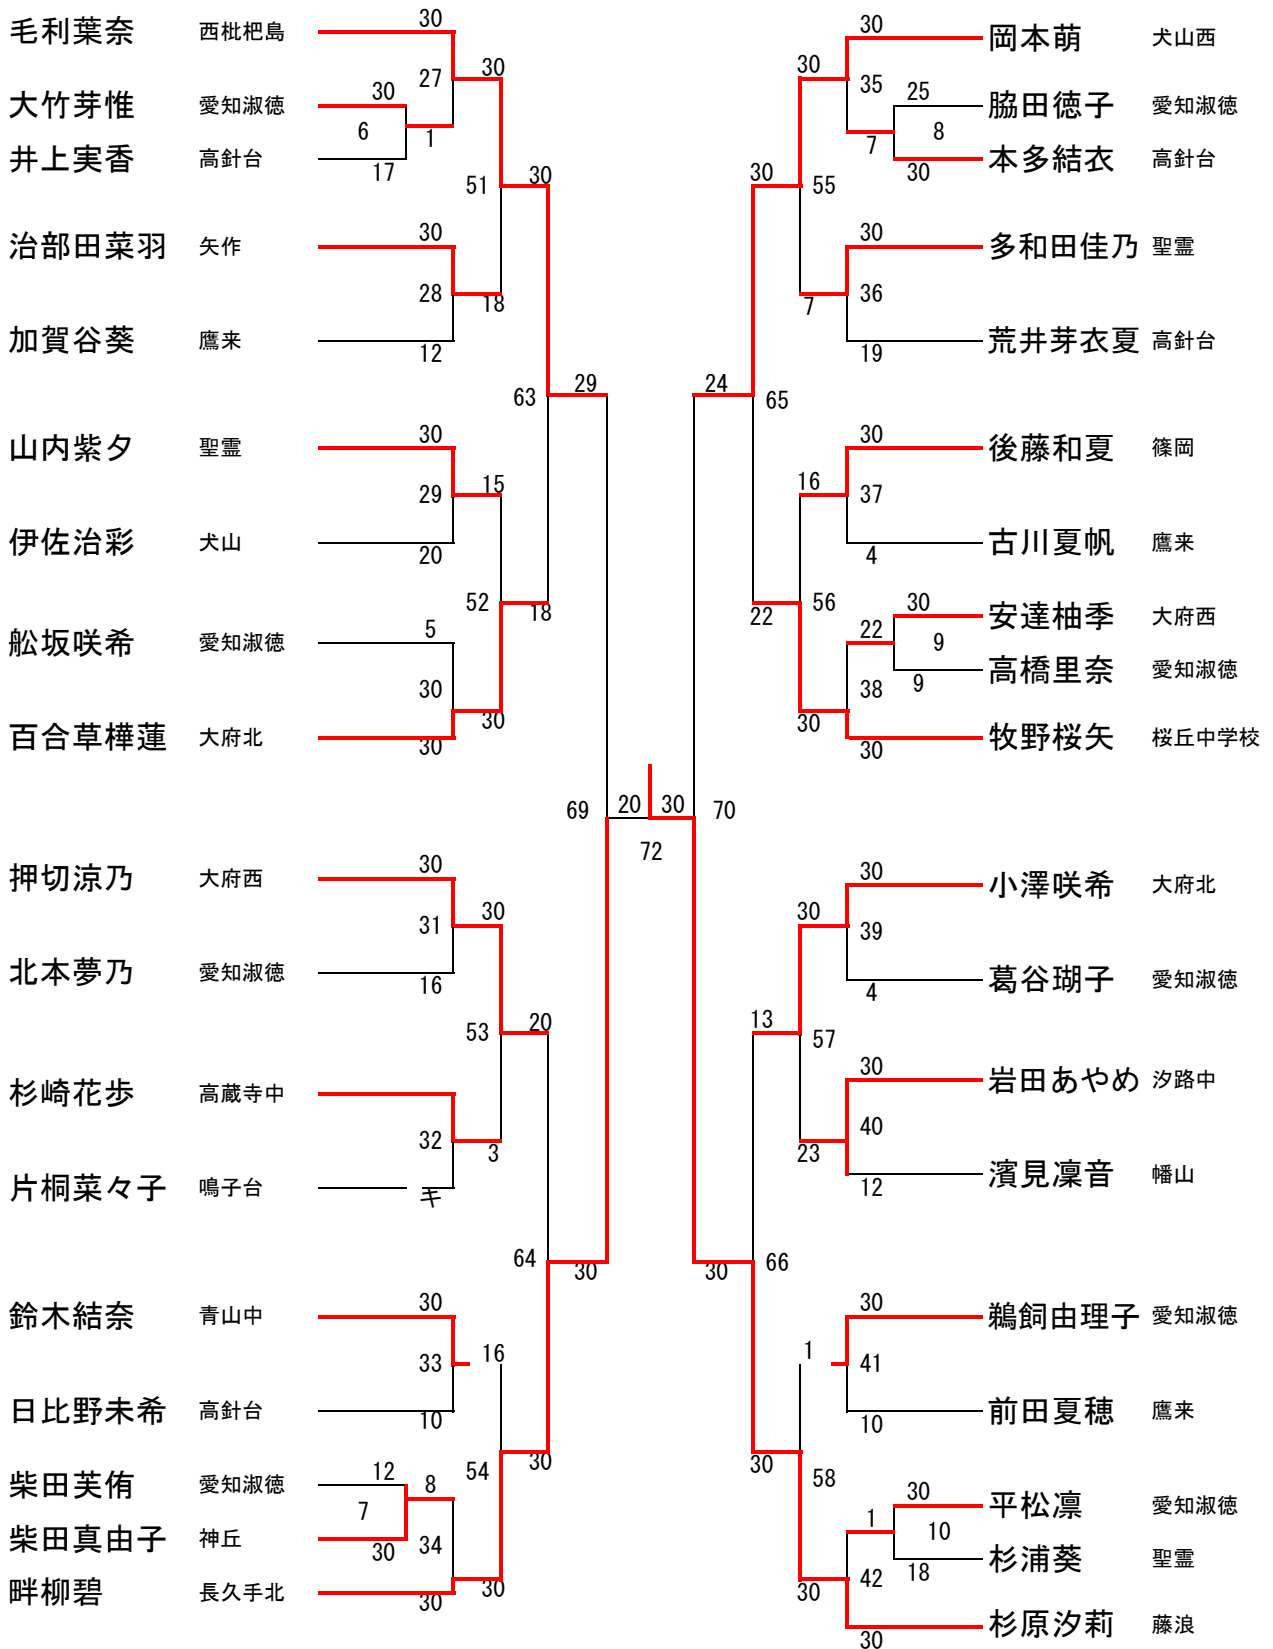 30
毛利葉奈 西枇杷島
27 30
30
大竹芽惟 愛知淑徳
6 1
井上実香 高針台
17
51 30
30
治部田菜羽 矢作
28 18
加賀谷葵 鷹来
12
63 29
30
山内紫夕 聖霊
29 15
伊佐治彩 犬山
20
52 18
5
舩坂咲希 愛知淑徳
30
30
百合草樺蓮 大府北
30
69 20 30 70
72
30
押切涼乃 大府西
31 30
北本夢乃 愛知淑徳
16
53 20
杉崎花歩 高蔵寺中
32 3
片桐菜々子 鳴子台
キ
64 30
30
鈴木結奈 青山中
33 16
日比野未希 高針台
10
54 30
12 8
柴田芙侑 愛知淑徳
7
柴田真由子 神丘
30 34
畔柳碧 長久手北
30 30
30
岡本萌 犬山西
30 35
25
脇田徳子 愛知淑徳
7 8
本多結衣 高針台
30
30 55
30
多和田佳乃 聖霊
7 36
荒井芽衣夏 高針台
19
24 65
30
後藤和夏 篠岡
16 37
古川夏帆 鷹来
4
22 56
30
安達柚季 大府西
22 9
高橋里奈 愛知淑徳
9
38
30
牧野桜矢 桜丘中学校
30
30
小澤咲希 大府北
30 39
葛谷瑚子 愛知淑徳
4
13 57
30
岩田あやめ 汐路中
23 40
濱見凜音 幡山
12
30 66
30
鵜飼由理子 愛知淑徳
1 41
前田夏穂 鷹来
10
30 58
30
平松凛 愛知淑徳
1 10
杉浦葵 聖霊
18
30 42
杉原汐莉 藤浪
30